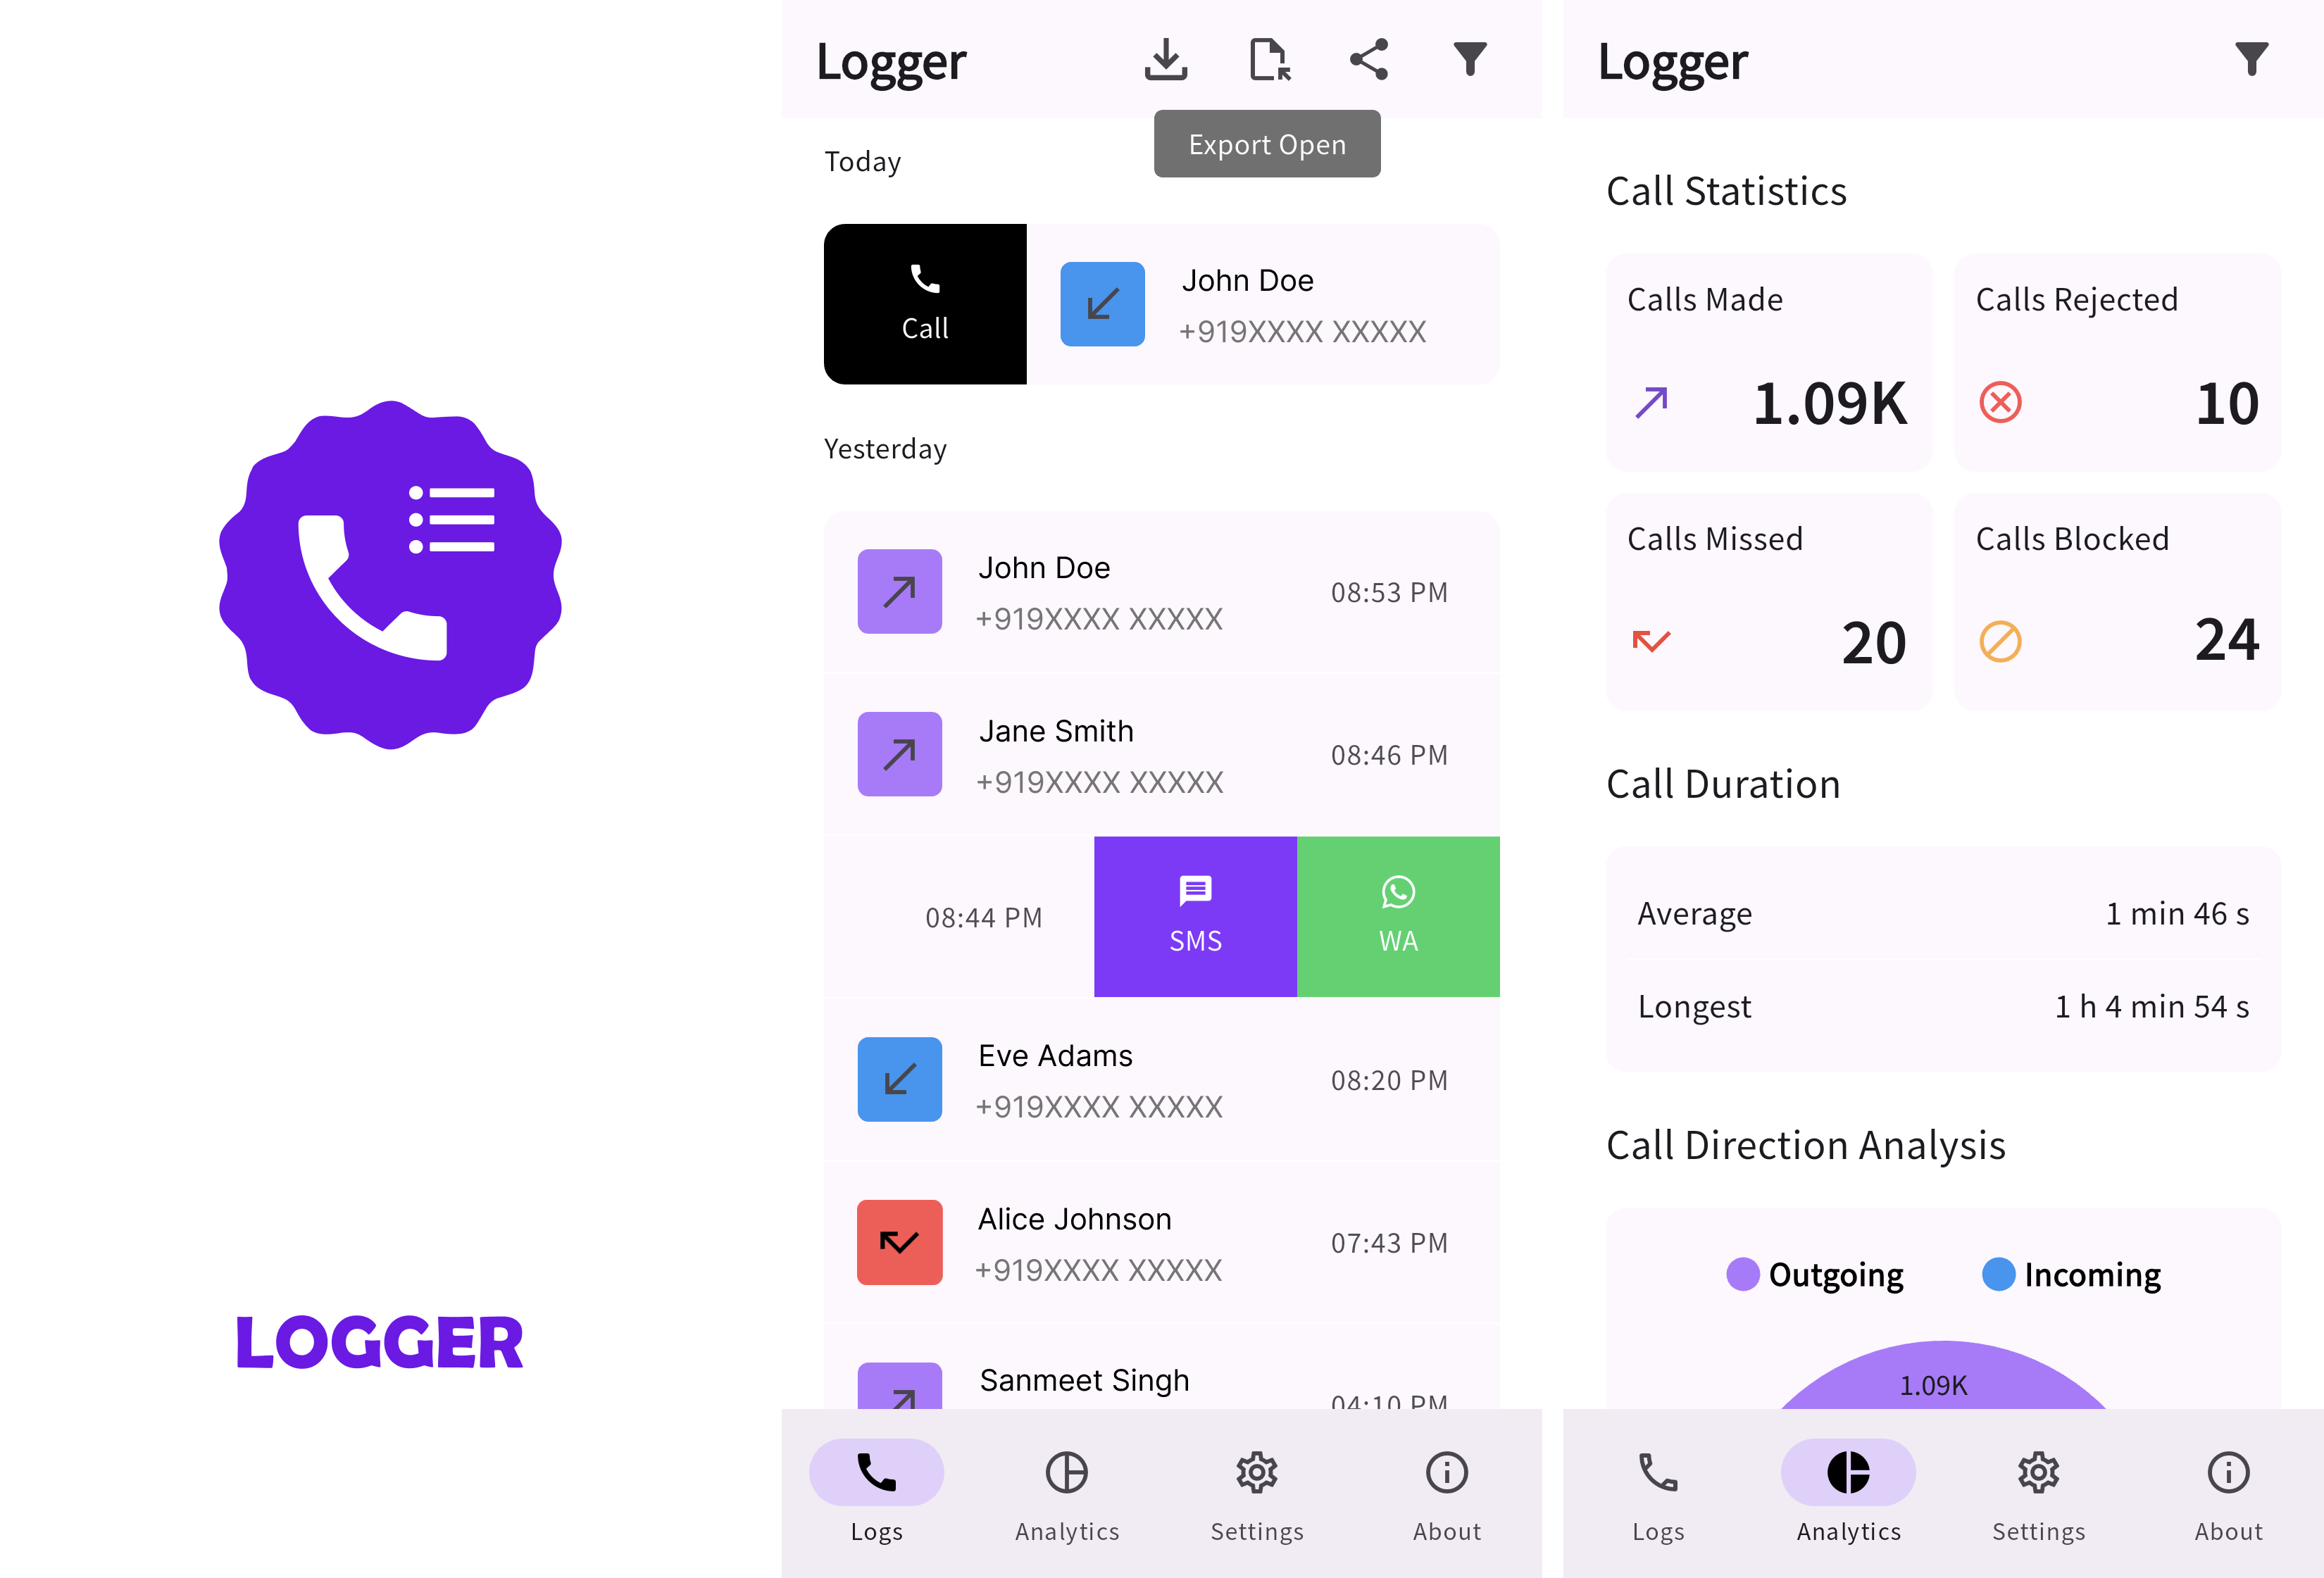 LOGGER
Logger
Export Open
Today
Call
John Doe
+919XXXX XXXXX
Yesterday
John Doe
+919XXXX XXXXX
08:53 PM
Jane Smith
+919XXXX XXXXX
08:46 PM
08:44 PM
SMS
WA
Eve Adams
+919XXXX XXXXX
08:20 PM
Alice Johnson
+919XXXX XXXXX
07:43 PM
Sanmeet Singh
04:10 PM
Logs
Analytics
Settings
About
Logger
Call Statistics
Calls Made
1.09K
Calls Rejected
10
Calls Missed
20
Calls Blocked
24
Call Duration
Average
1 min 46 s
Longest
1 h 4 min 54 s
Call Direction Analysis
Outgoing
Incoming
1.09K
Logs
Analytics
Settings
About